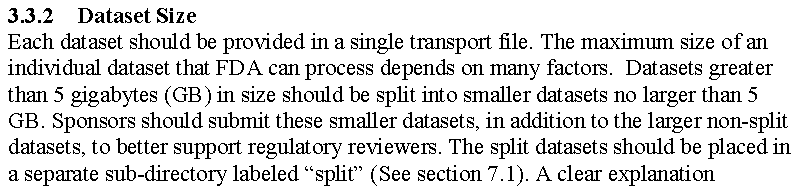 3.3.2 Dataset Size
Each dataset should be provided in a single transport file. The maximum size of an
individual dataset that FDA can process depends on many factors.  Datasets greater
than 5 gigabytes (GB) in size should be split into smaller datasets no larger than 5
GB. Sponsors should submit these smaller datasets, in addition to the larger non-split
datasets, to better support regulatory reviewers. The split datasets should be placed in
a separate sub-directory labeled “split” (See section 7.1). A clear explanation